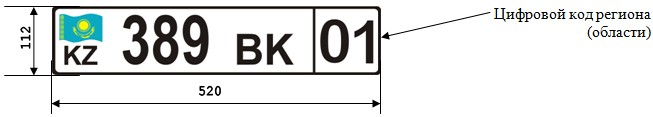 112
KZ 389 BK 01
Цифровой код региона
(области)
520